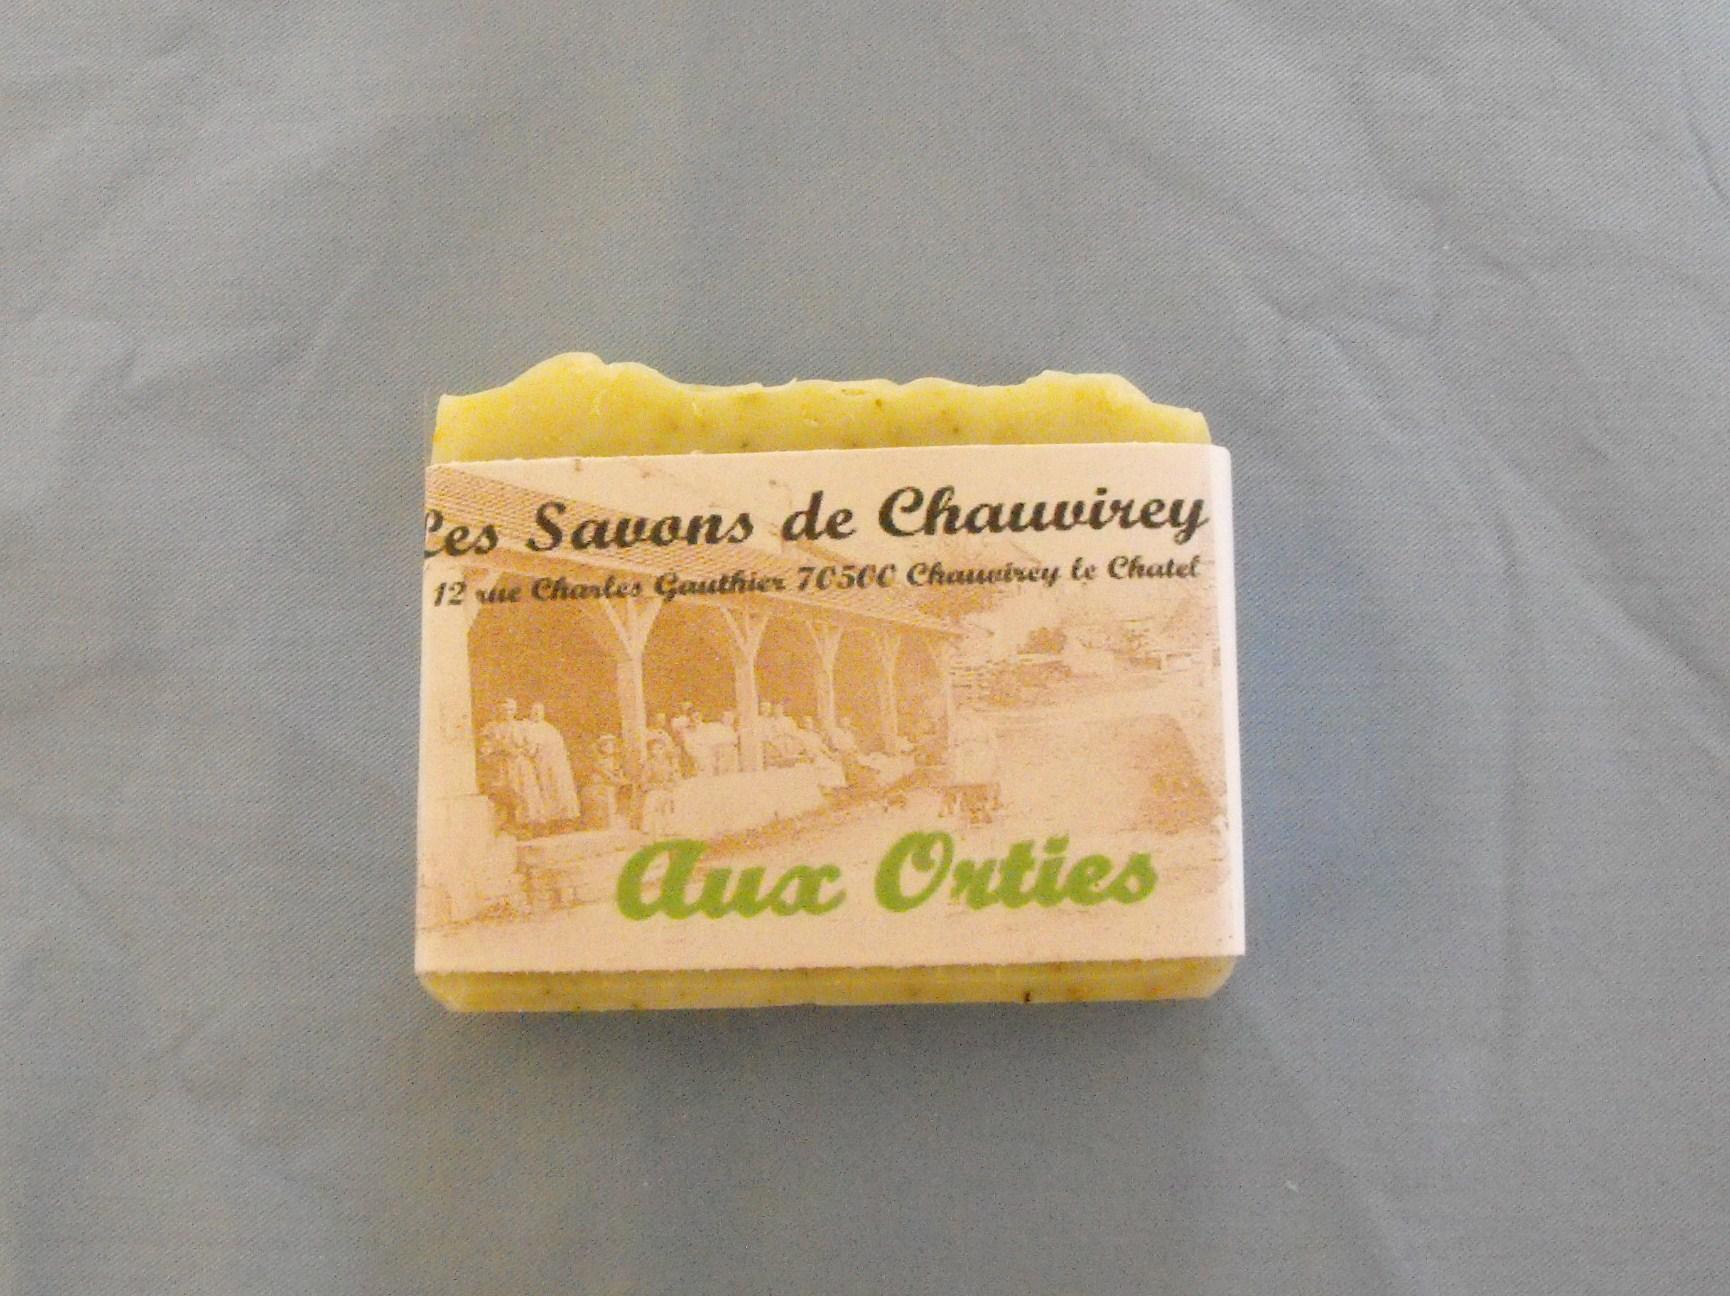 Les Savons de Chauvirey
12 rue Charles Gauthier 70500 Chauvirey le Chatel
Aux Orties